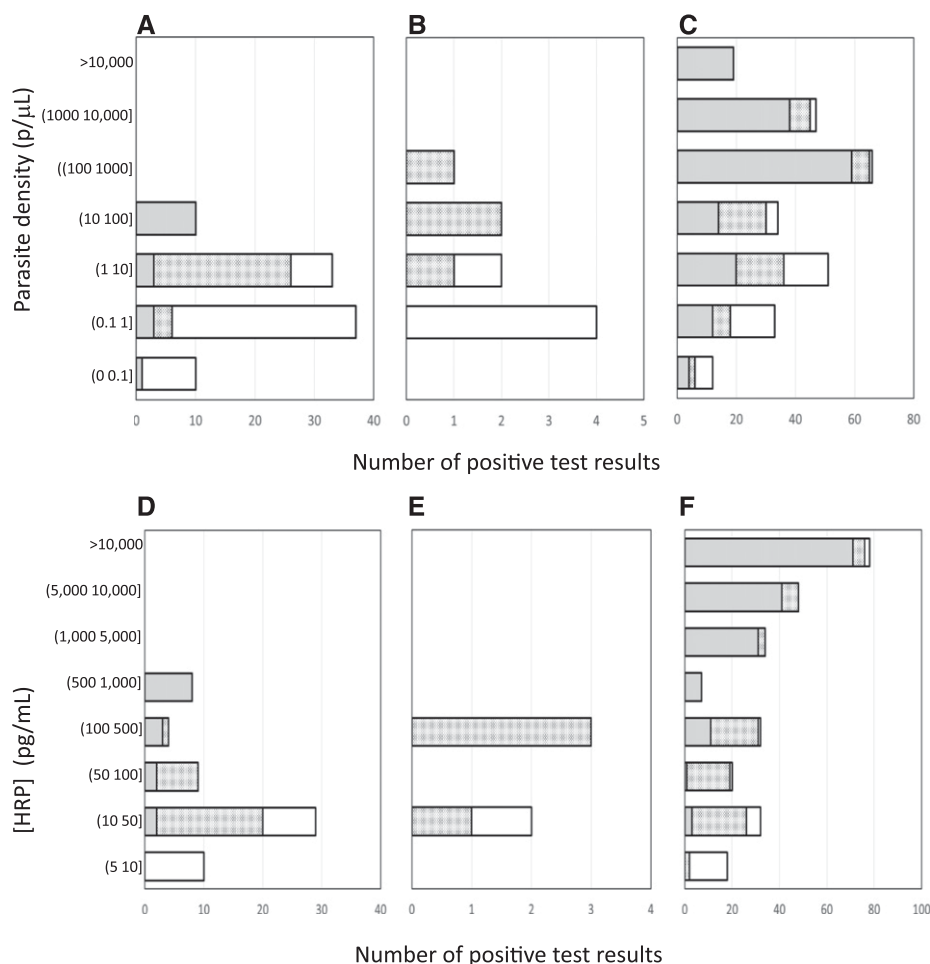 A B C
Parasite density (p/µL)
>10,000
(1000 10,000]
((100 1000]
(10 100]
(1 10]
(0.1 1]
(0 0.1]
0 10 20 30 40 0 1 2 3 4 5 0 20 40 60 80
Number of positive test results
D E F
[HRP] (pg/mL)
>10,000
(5,000 10,000]
(1,000 5,000]
(500 1,000]
(100 500]
(50 100]
(10 50]
(5 10]
0 10 20 30 40 0 1 2 3 4 0 20 40 60 80 100
Number of positive test results